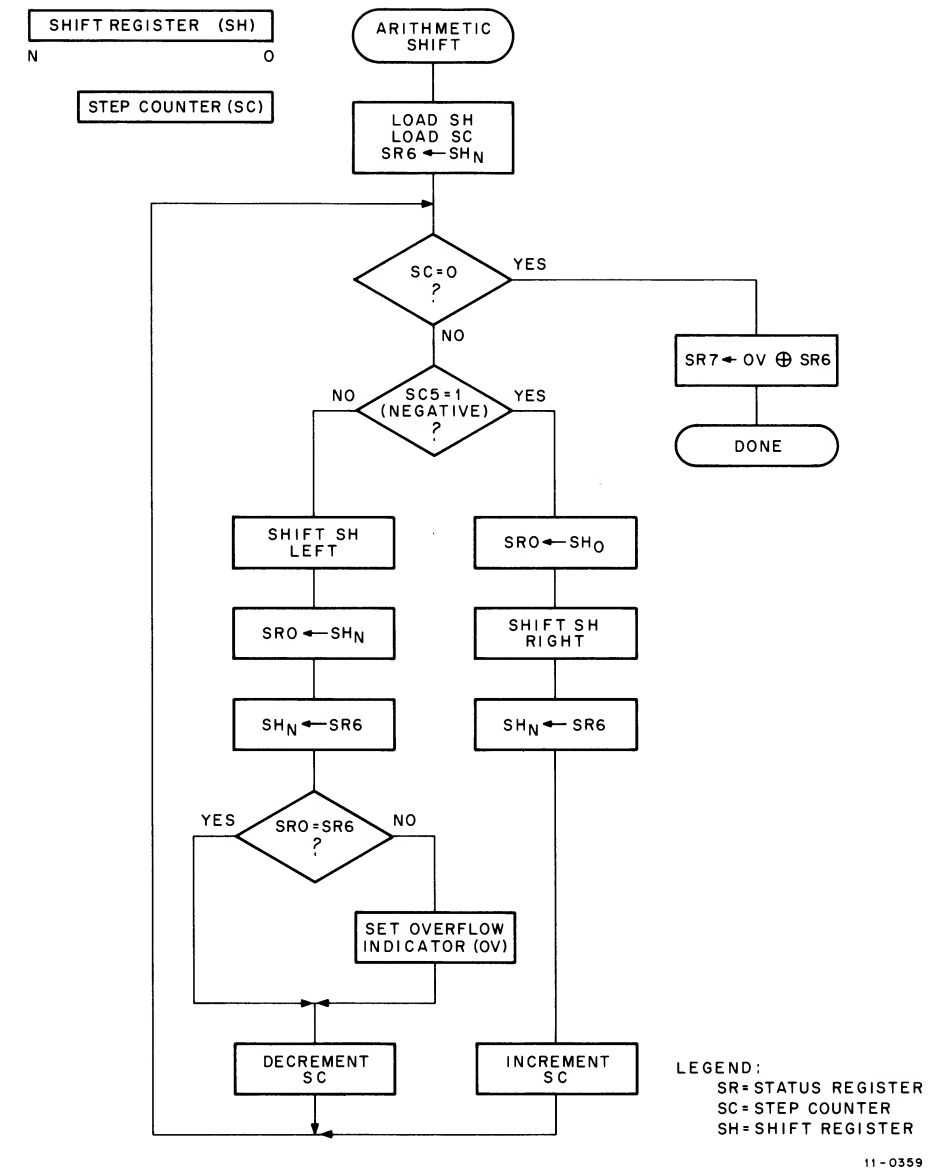 SHIFT REGISTER (SH)
N O
STEP COUNTER (SC)
ARITHMETIC
SHIFT
LOAD SH
LOAD SC
SR6 ← SHN
SC=O
?
YES
NO
SR7 ← OV ⊕ SR6
DONE
SC5=1
(NEGATIVE)
?
NO
YES
SHIFT SH
LEFT
SRO ← SHO
SRO ← SHN
SHIFT SH
RIGHT
SHN ← SR6
SHN ← SR6
SRO=SR6
?
YES
NO
SET OVERFLOW
INDICATOR (OV)
DECREMENT
SC
INCREMENT
SC
LEGEND:
SR= STATUS REGISTER
SC= STEP COUNTER
SH= SHIFT REGISTER
11-0359